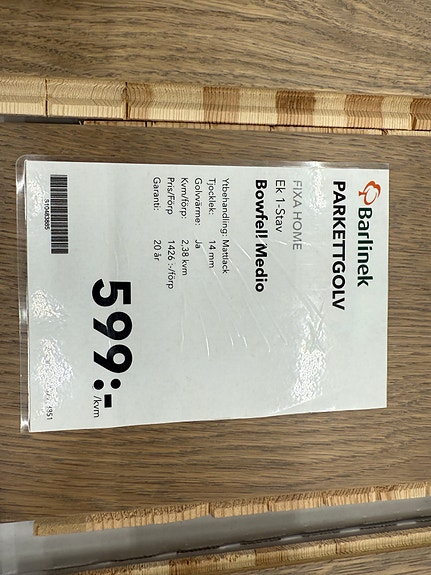 Barlinek
PARKETTGOLV
FIXA HOME
Ek 1-Stav
Bowfell Medio
Ytbehandling: Mattlack
Tjocklek: 14 mm
Golvvärme: Ja
Kvm/förp: 2,38 kvm
Pris/Förp 1426 :-/förp
Garanti: 20 år
599:-/kvm